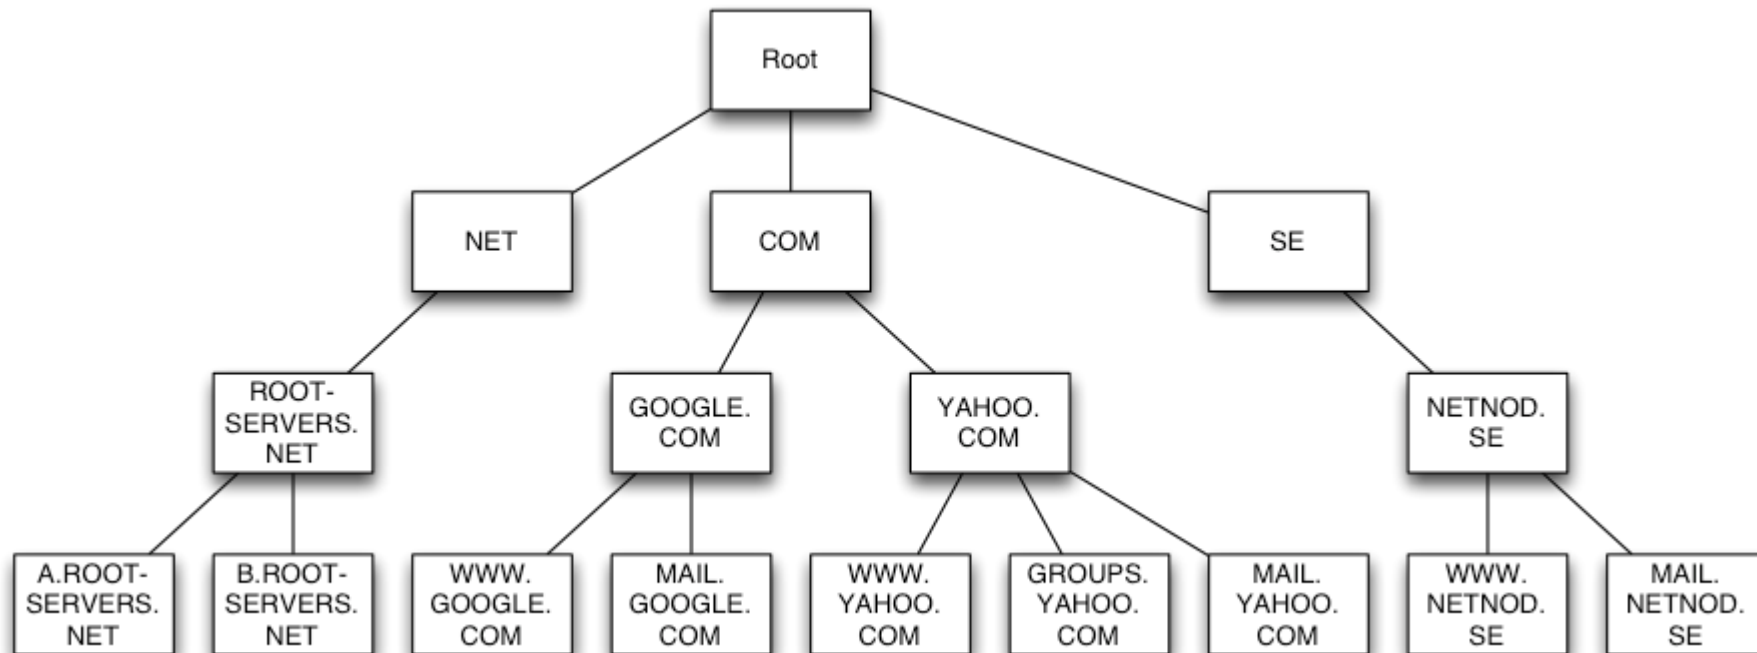 Root
NET
COM
SE
ROOT-
SERVERS.
NET
GOOGLE.
COM
YAHOO.
COM
NETNOD.
SE
A.ROOT-
SERVERS.
NET
B.ROOT-
SERVERS.
NET
WWW.
GOOGLE.
COM
MAIL.
GOOGLE.
COM
WWW.
YAHOO.
COM
GROUPS.
YAHOO.
COM
MAIL.
YAHOO.
COM
WWW.
NETNOD.
SE
MAIL.
NETNOD.
SE